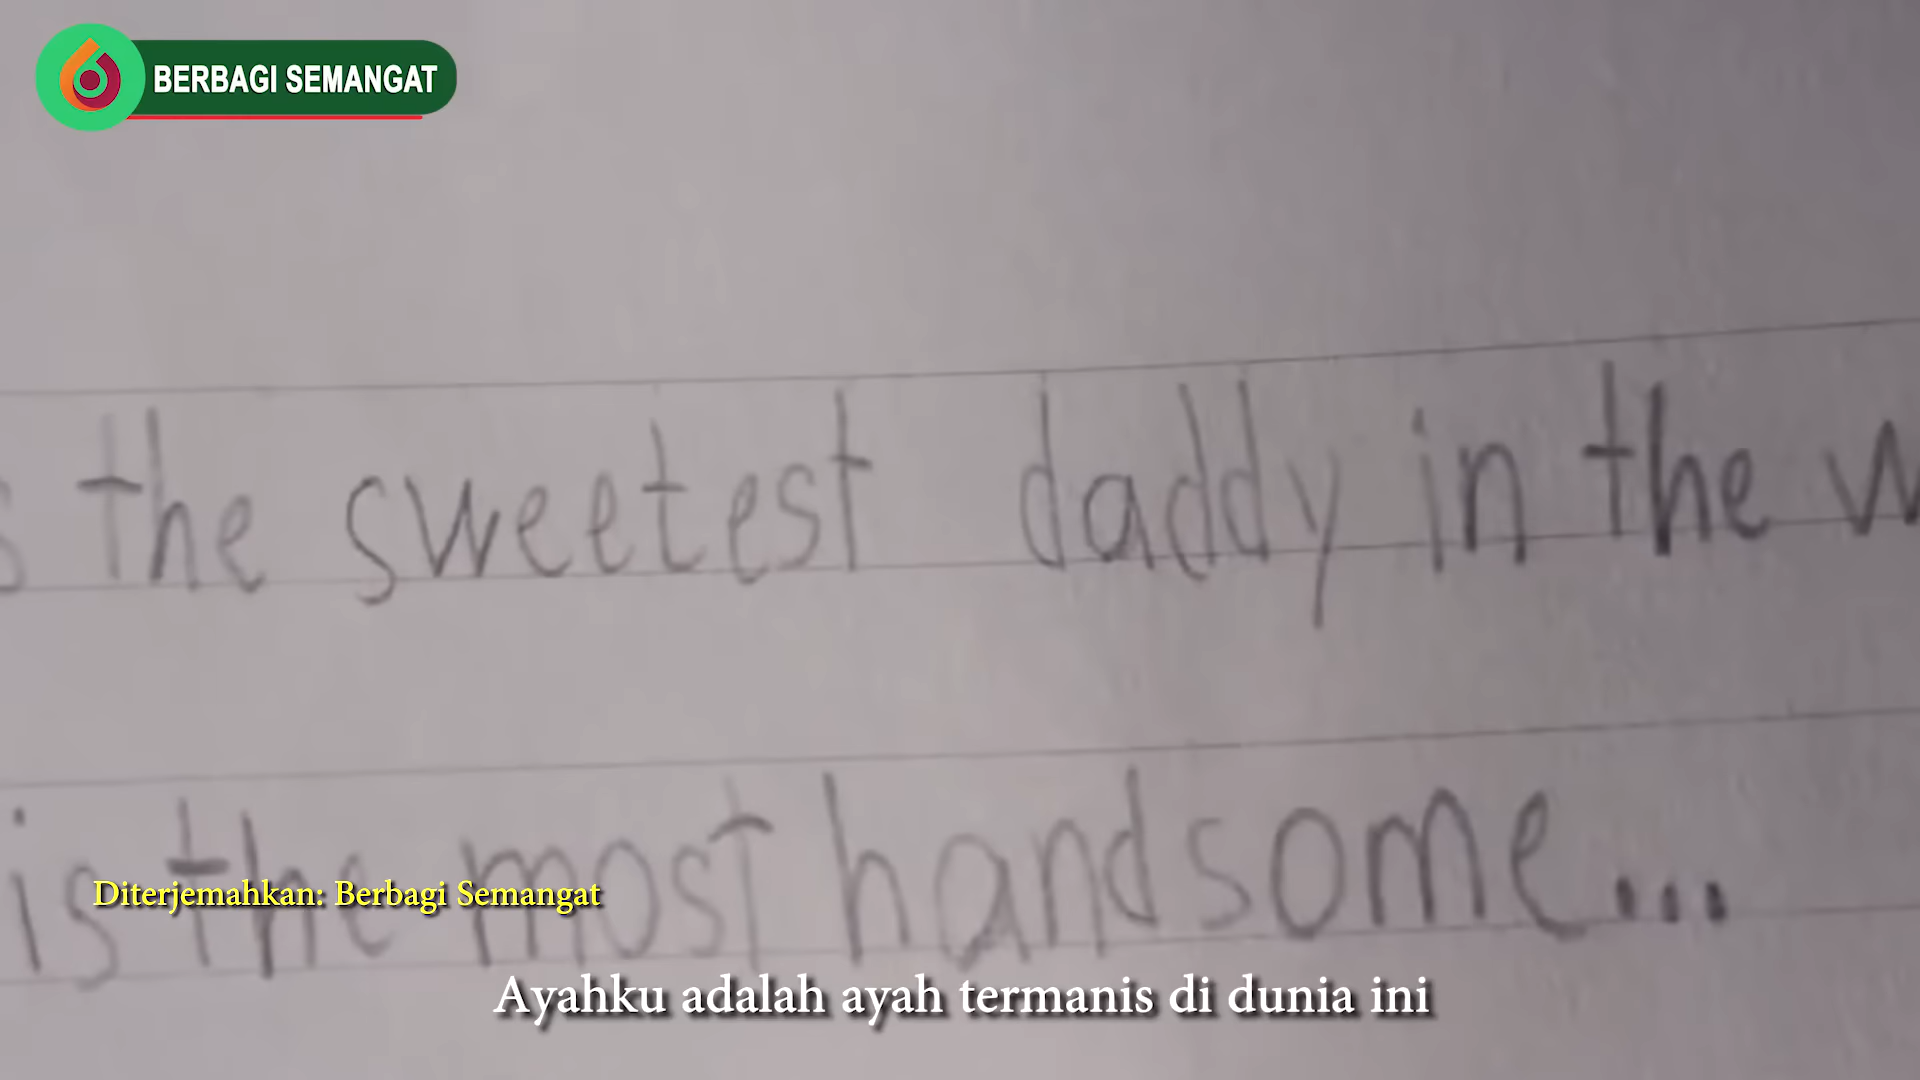 BERBAGI SEMANGAT
the sweetest daddy in the
is the most handsome...
Diterjemahkan: Berbagi Semangat
Ayahku adalah ayah termanis di dunia ini